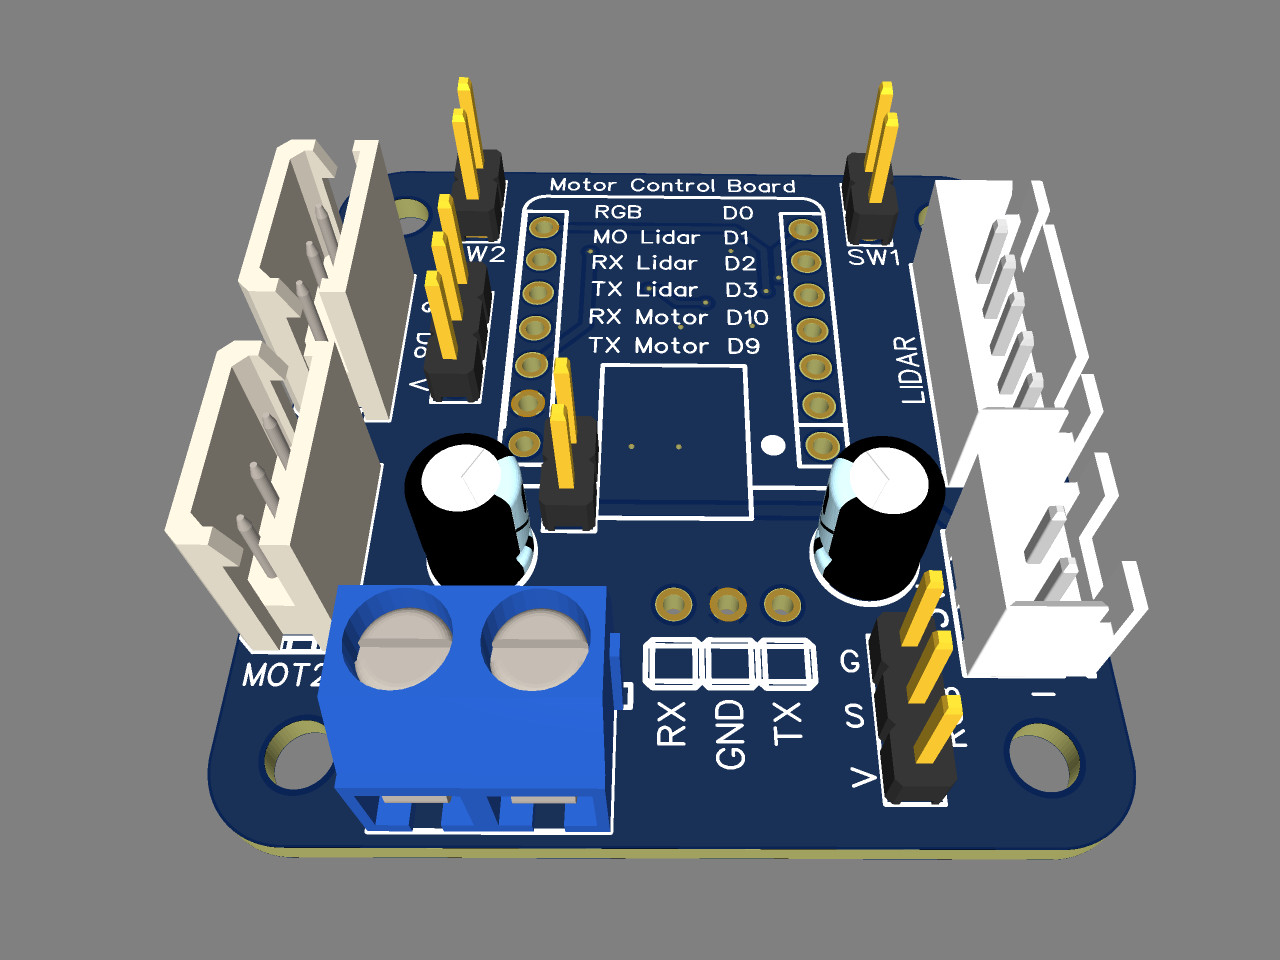 Motor Control Board
RGB D0
MO Lidar D1
RX Lidar D2
TX Lidar D3
RX Motor D10
TX Motor D9
W2
SW1
LIDAR
V
MOT2
G
S
V
RX
GND
TX